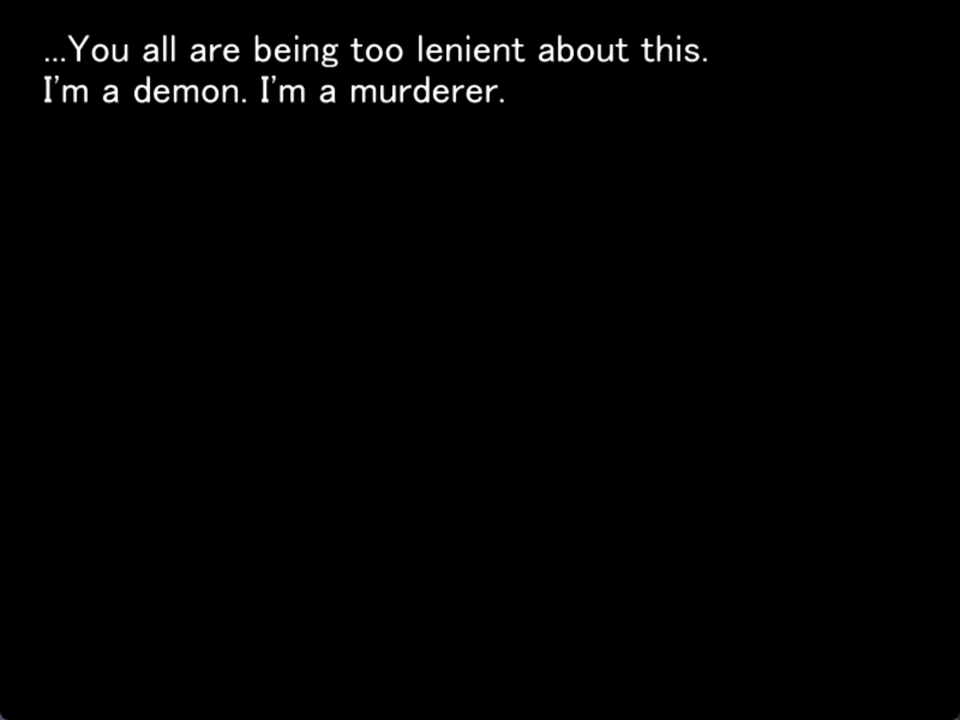 ...You all are being too lenient about this.
I'm a demon. I'm a murderer.